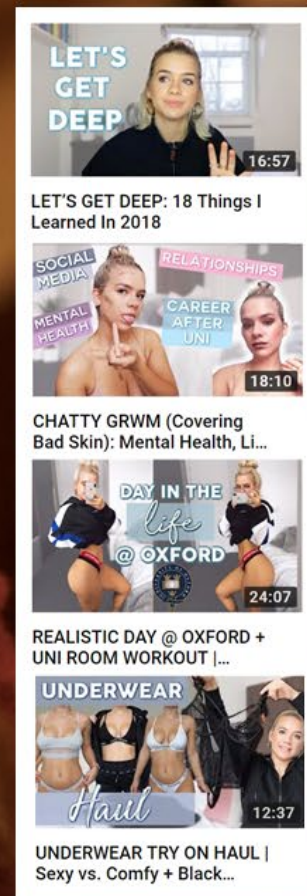 LET'S
GET
DEEP
16:57
LET'S GET DEEP: 18 Things I
Learned In 2018
SOCIAL
MEDIA
RELATIONSHIPS
MENTAL
HEALTH
CAREER
AFTER
UNI
18:10
CHATTY GRWM (Covering
Bad Skin): Mental Health, Li...
DAY IN THE
life
@ OXFORD
24:07
REALISTIC DAY @ OXFORD +
UNI ROOM WORKOUT |...
UNDERWEAR
Haul
12:37
UNDERWEAR TRY ON HAUL |
Sexy vs. Comfy + Black...